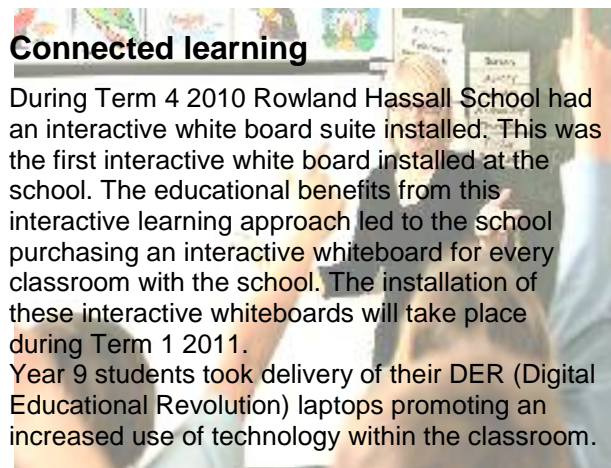 Connected learning
During Term 4 2010 Rowland Hassall School had
an interactive white board suite installed. This was
the first interactive white board installed at the
school. The educational benefits from this
interactive learning approach led to the school
purchasing an interactive whiteboard for every
classroom with the school. The installation of
these interactive whiteboards will take place
during Term 1 2011.
Year 9 students took delivery of their DER (Digital
Educational Revolution) laptops promoting an
increased use of technology within the classroom.